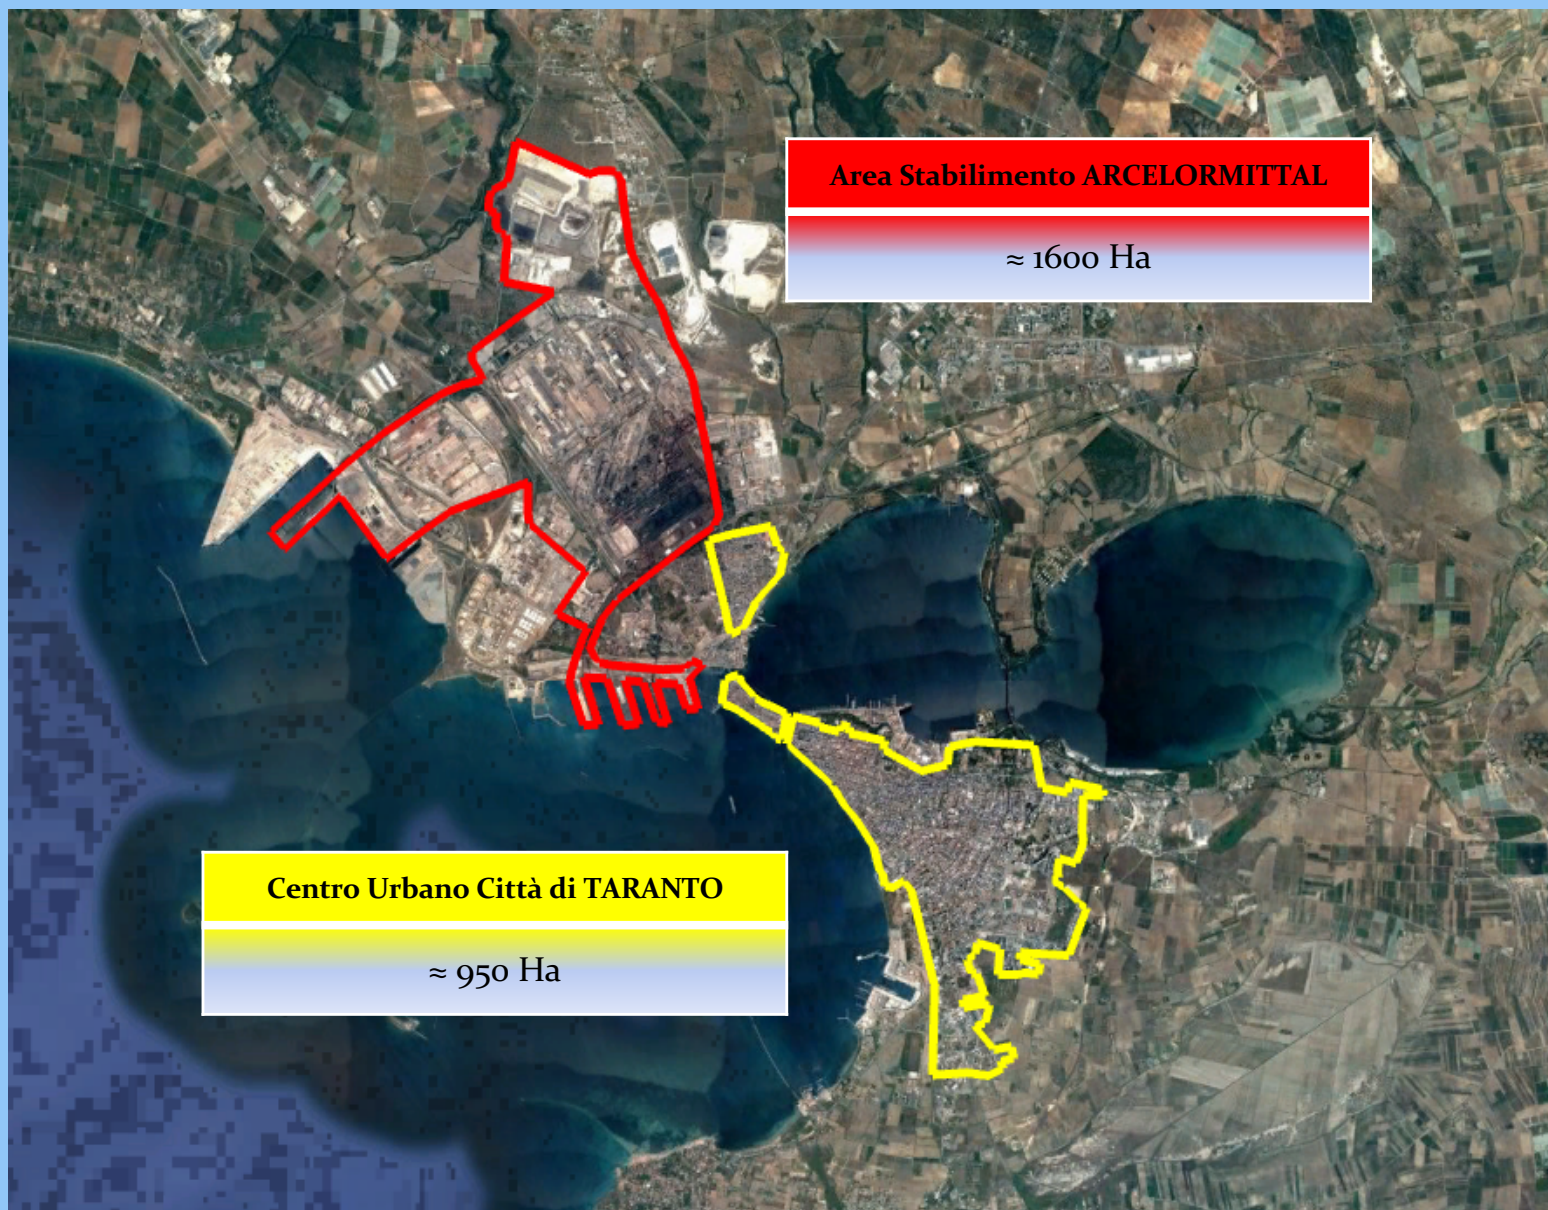 Area Stabilimento ARCELORMITTAL
≈ 1600 Ha
Centro Urbano Città di TARANTO
≈ 950 Ha